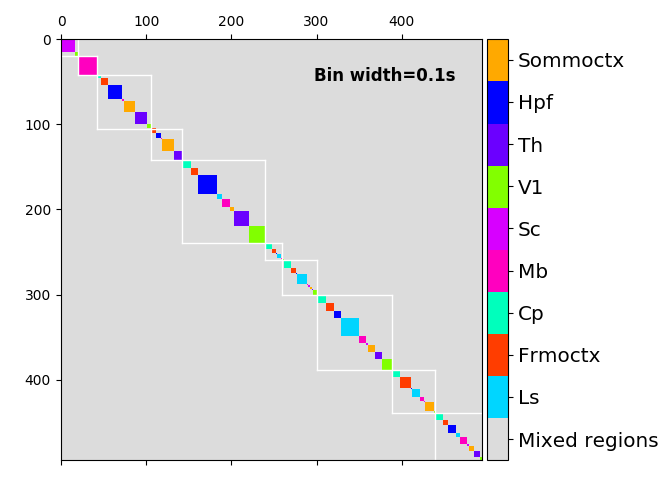 0 100 200 300 400
0
100
200
300
400
Bin width=0.1s
Sommoctx
Hpf
Th
V1
Sc
Mb
Cp
Frmoctx
Ls
Mixed regions